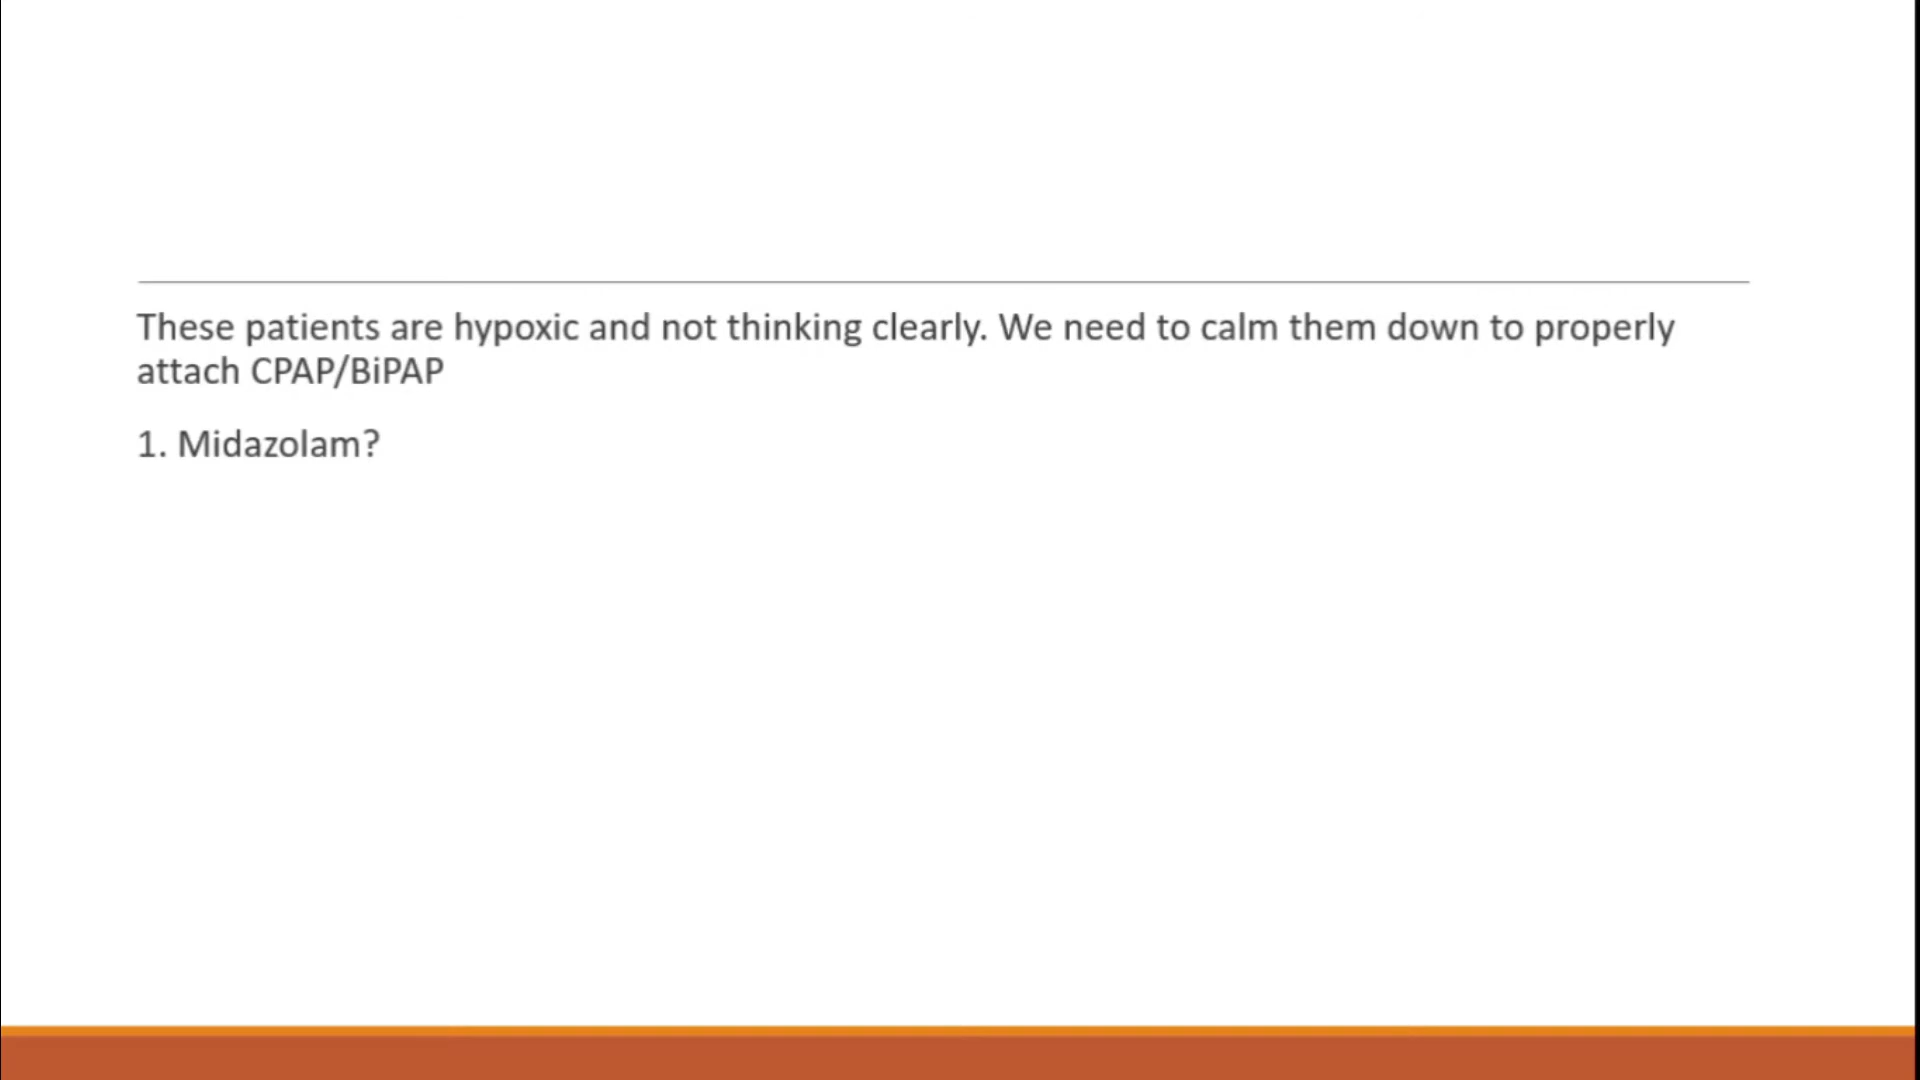 These patients are hypoxic and not thinking clearly. We need to calm them down to properly
attach CPAP/BiPAP
1. Midazolam?